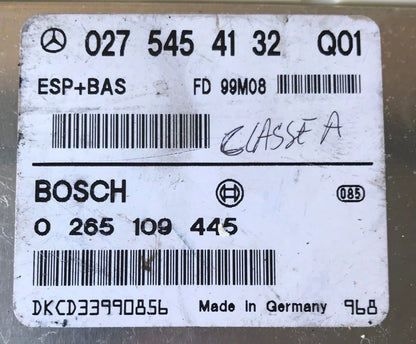 027 545 41 32 Q01
ESP+BAS FD 99M08
CLASSE A
BOSCH 085
0 265 109 445
DKCD33990856 Made in Germany 968